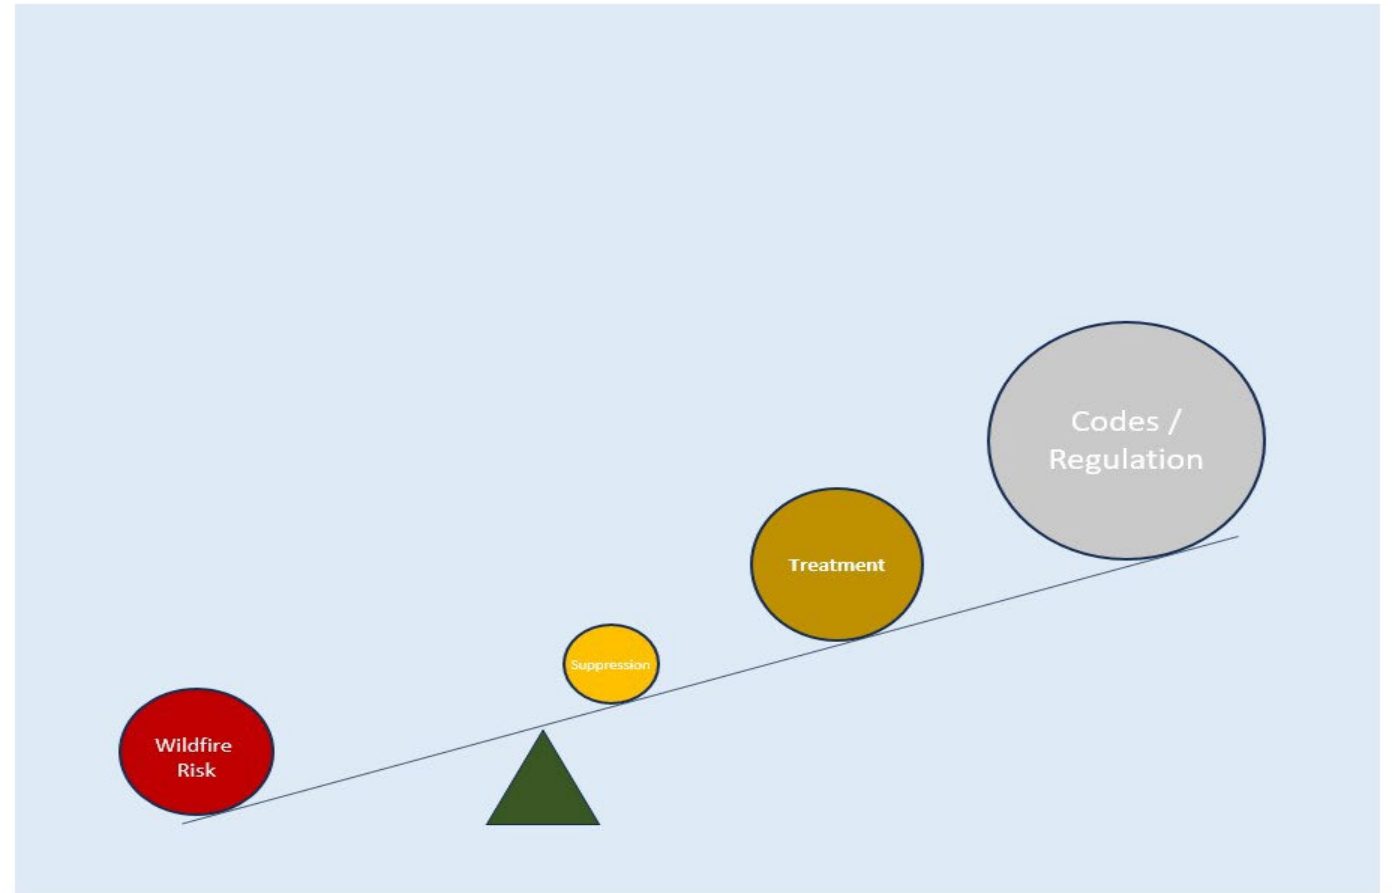 Codes /
Regulation
Treatment
Suppression
Wildfire
Risk